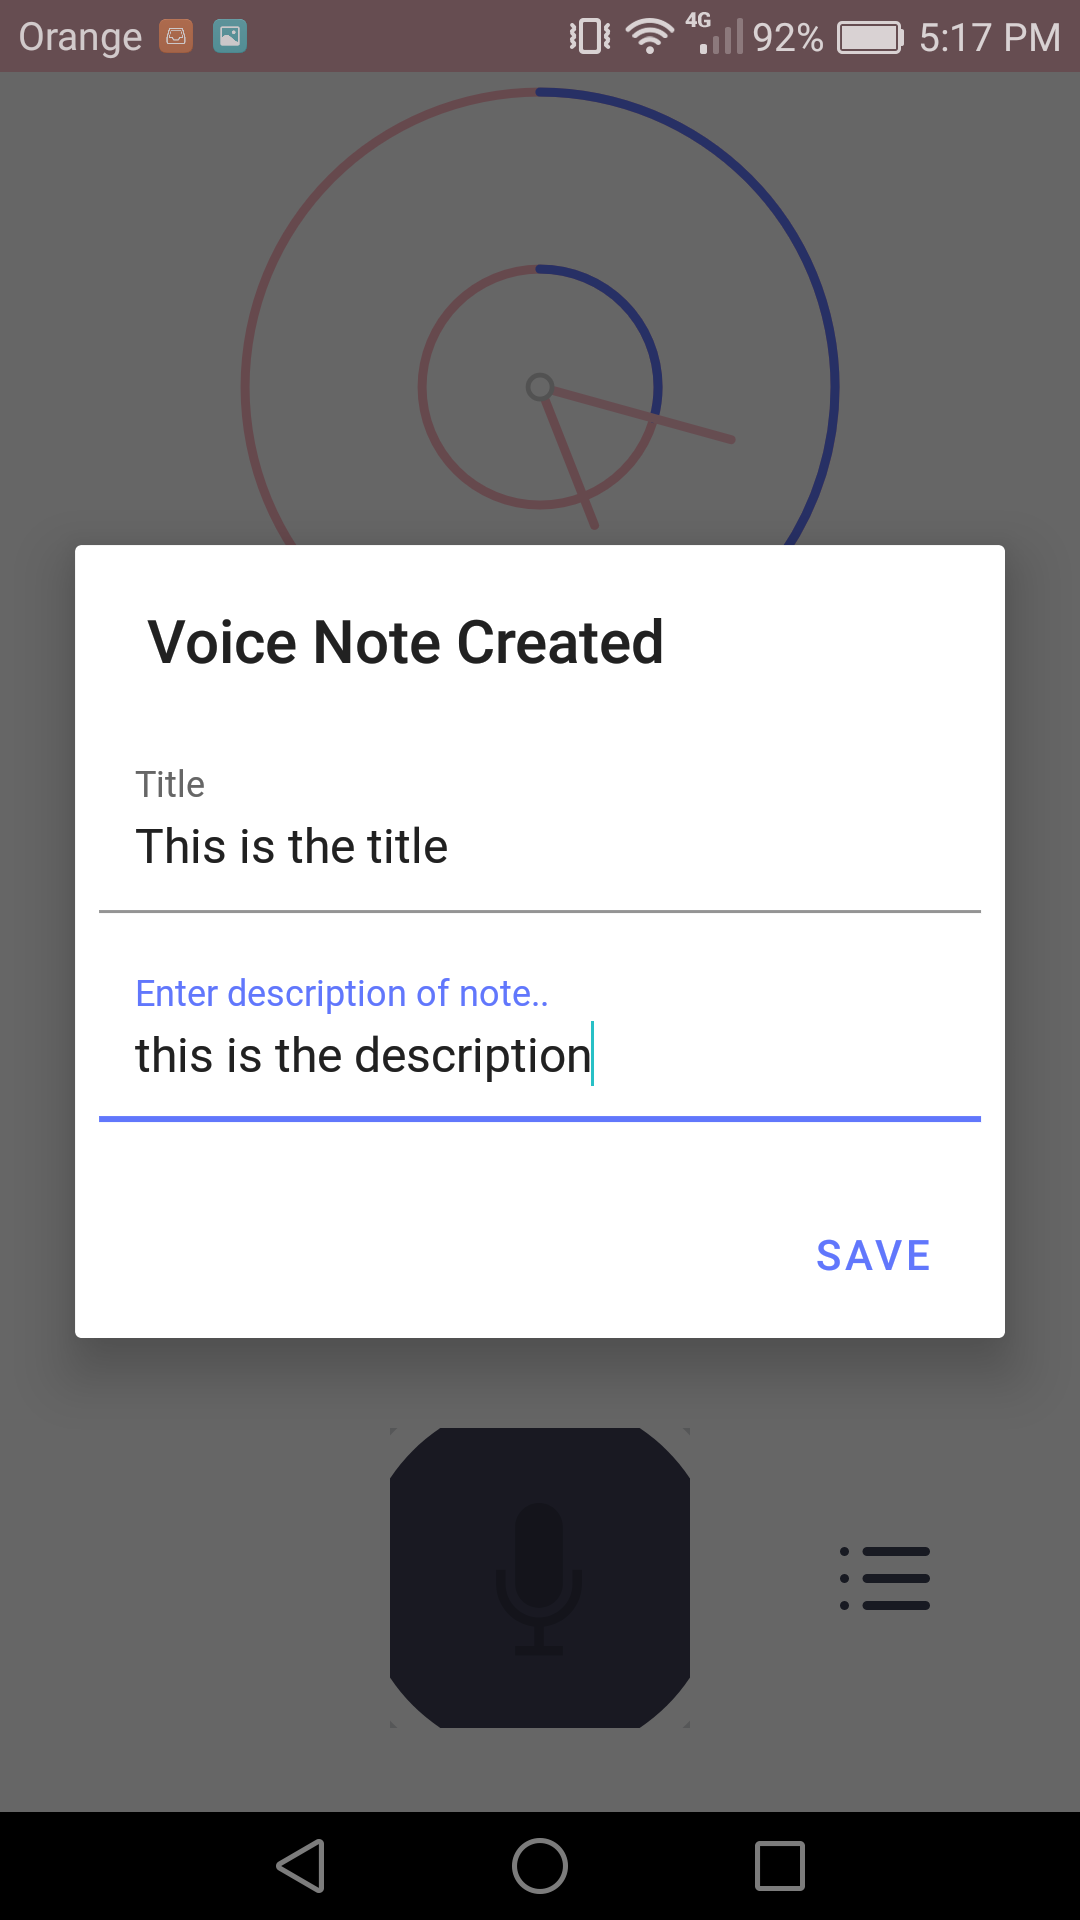 Orange 4G 92% 5:17 PM
Voice Note Created
Title
This is the title
Enter description of note..
this is the description
SAVE